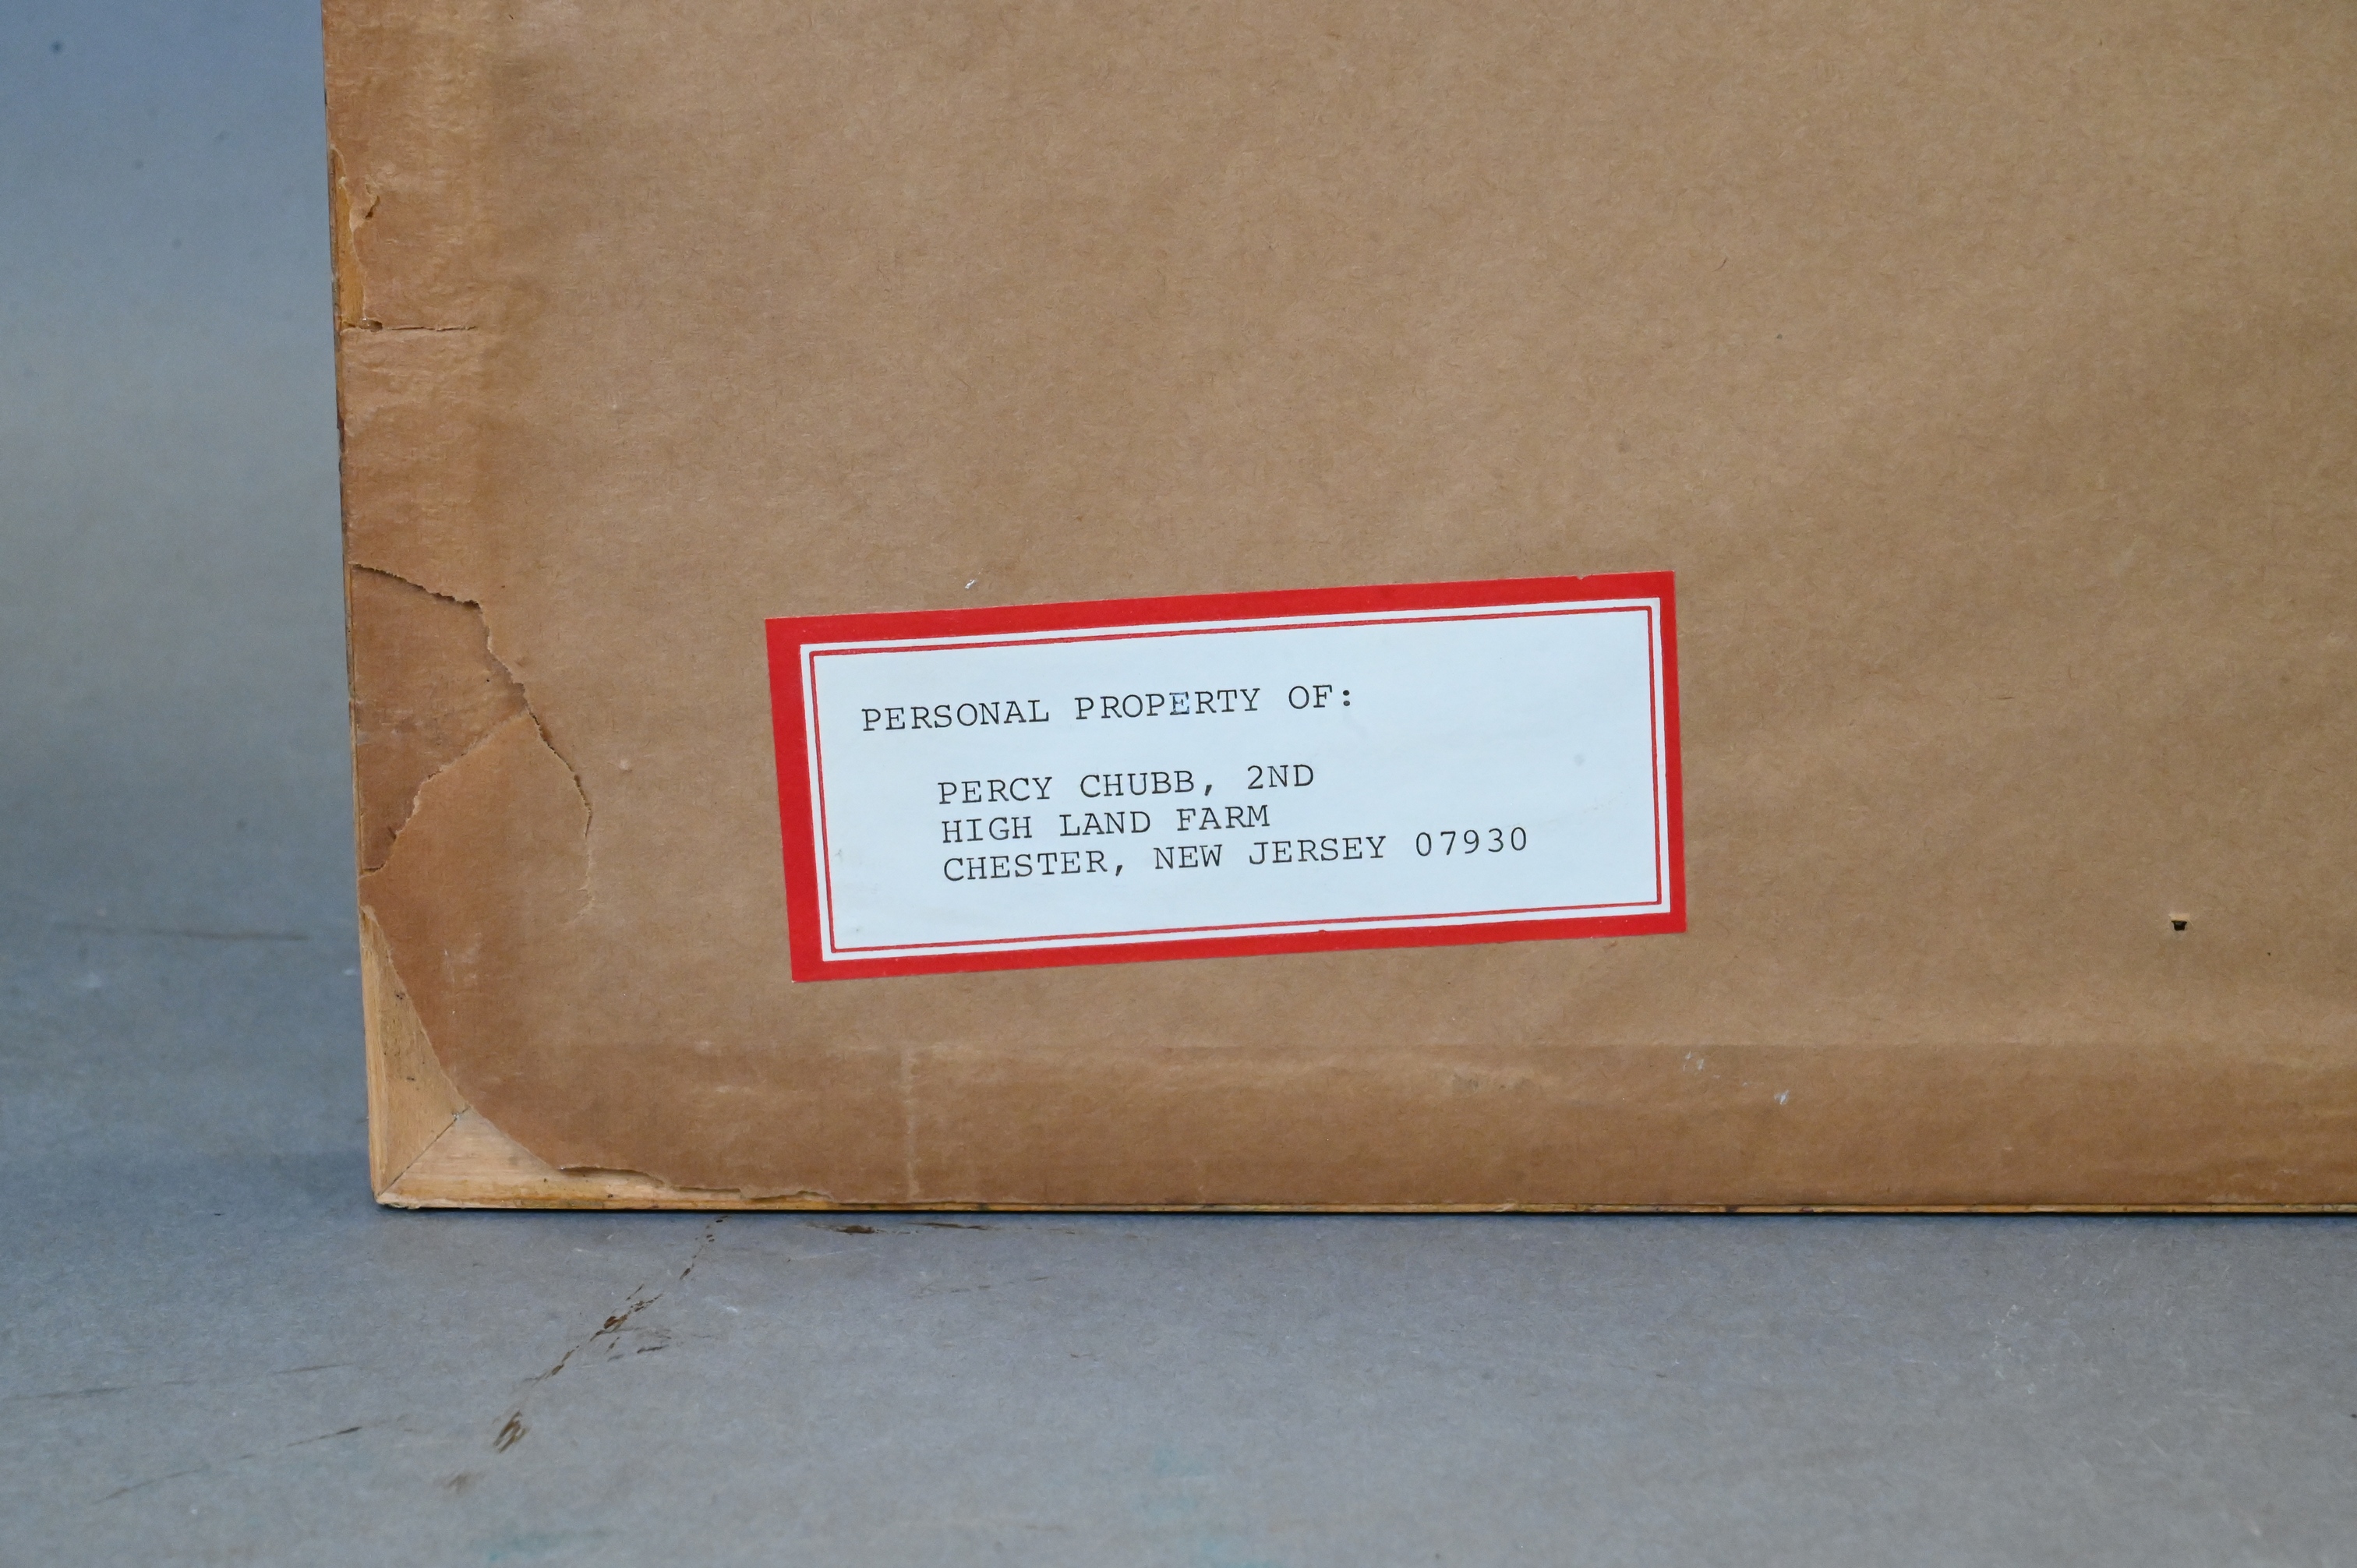 PERSONAL PROPERTY OF:
PERCY CHUBB, 2ND
HIGH LAND FARM
CHESTER, NEW JERSEY 07930